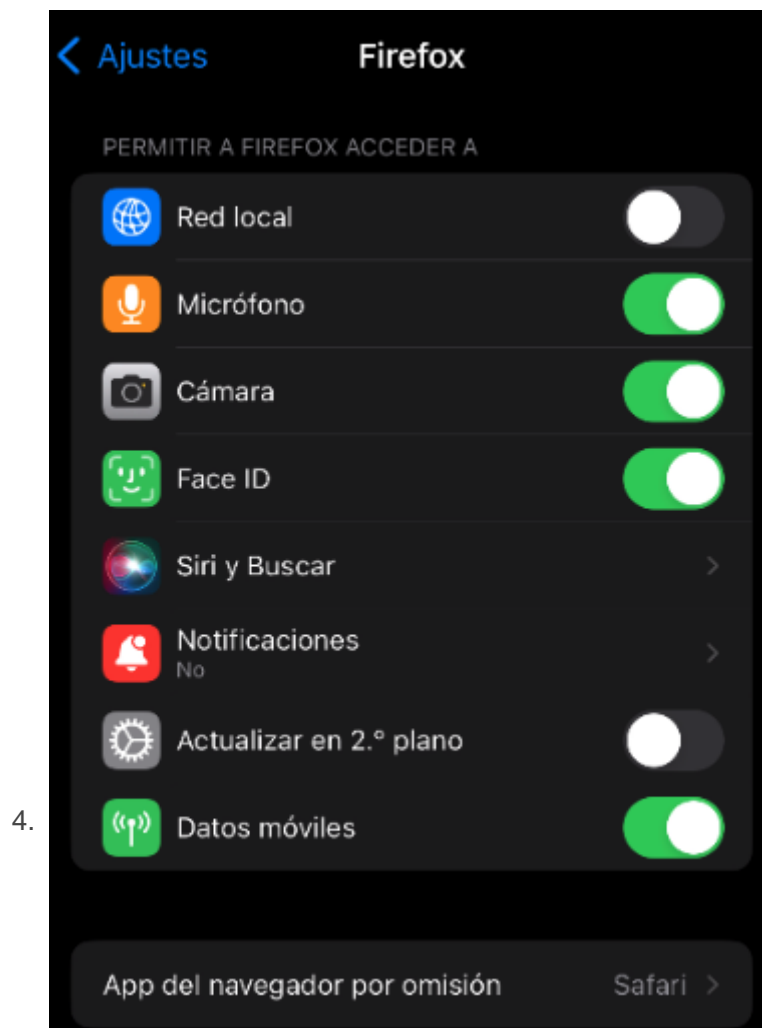 Ajustes
Firefox
PERMITIR A FIREFOX ACCEDER A
Red local
Micrófono
Cámara
Face ID
Siri y Buscar
Notificaciones
No
Actualizar en 2.º plano
4.
Datos móviles
App del navegador por omisión
Safari